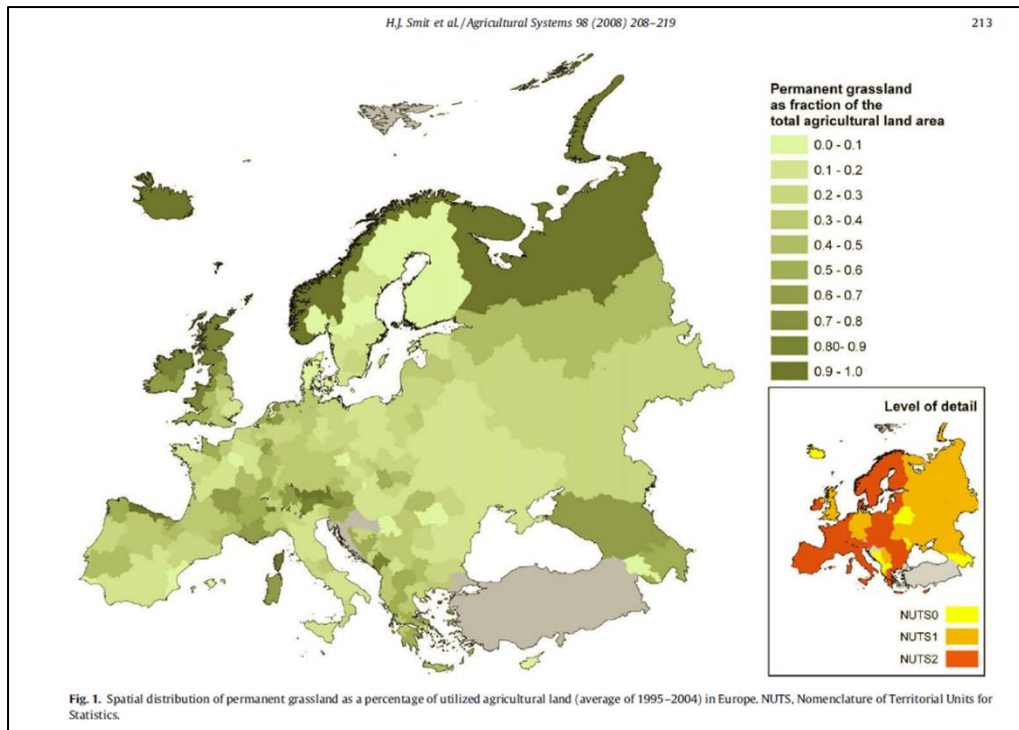 H.J. Smit et al. / Agricultural Systems 98 (2008) 208–219
213
Permanent grassland
as fraction of the
total agricultural land area
0.0 - 0.1
0.1 - 0.2
0.2 - 0.3
0.3 - 0.4
0.4 - 0.5
0.5 - 0.6
0.6 - 0.7
0.7 - 0.8
0.80- 0.9
0.9 - 1.0
Level of detail
NUTS0
NUTS1
NUTS2
Fig. 1. Spatial distribution of permanent grassland as a percentage of utilized agricultural land (average of 1995–2004) in Europe. NUTS, Nomenclature of Territorial Units for
Statistics.